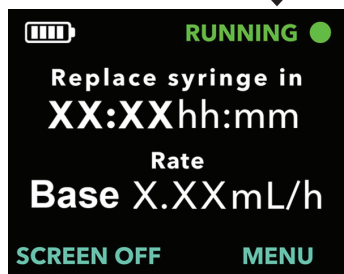 RUNNING
Replace syringe in
XX:XXhh:mm
Rate
Base X.XXmL/h
SCREEN OFF MENU